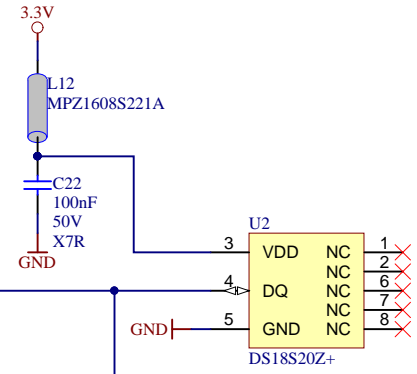 3.3V
L12
MPZ1608S221A
C22
100nF
50V
X7R
GND
U2
3 VDD NC 1
NC 2
4 DQ NC 6
NC 7
GND 5 GND NC 8
DS18S20Z+